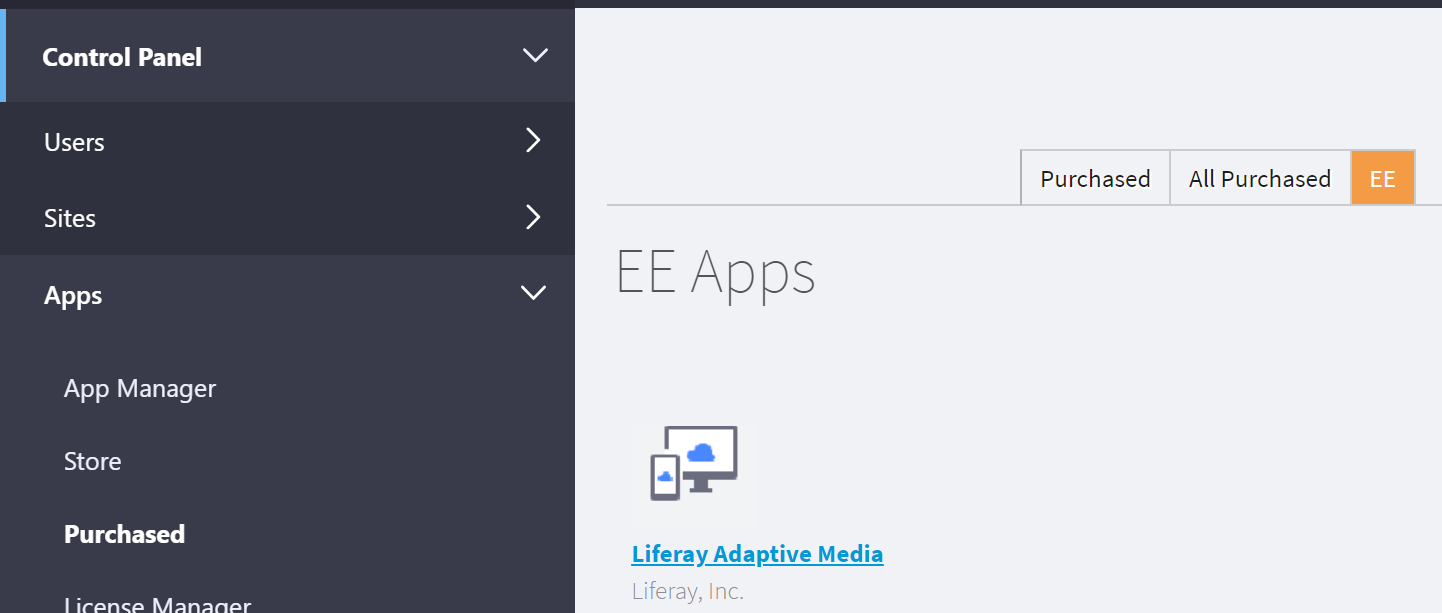 Control Panel
Users
Sites
Apps
App Manager
Store
Purchased
License Manager
Purchased All Purchased EE
EE Apps
Liferay Adaptive Media
Liferay, Inc.